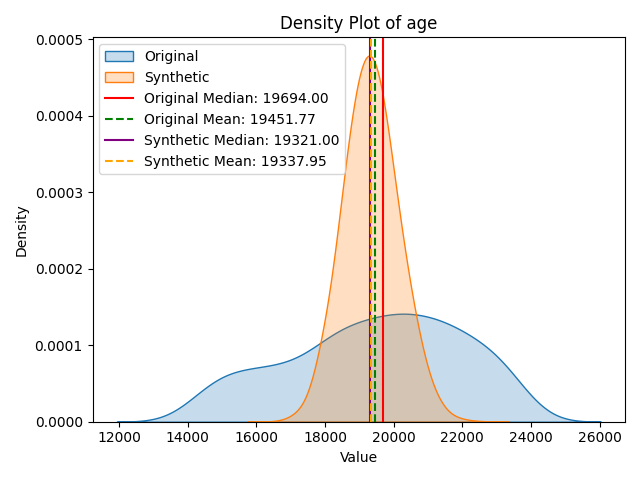 Density Plot of age
0.0005
0.0004
0.0003
0.0002
0.0001
0.0000
Density
Original
Synthetic
Original Median: 19694.00
Original Mean: 19451.77
Synthetic Median: 19321.00
Synthetic Mean: 19337.95
12000 14000 16000 18000 20000 22000 24000 26000
Value